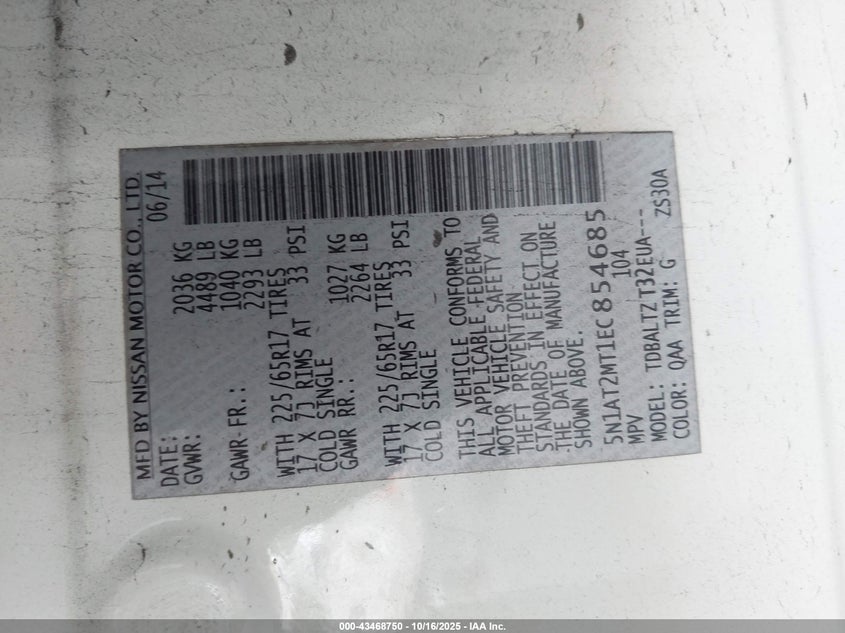 MFD BY NISSAN MOTOR CO., LTD.
DATE: 06/14
GVWR: 2036 KG
4489 LB
GAWR-FR.: 1040 KG
2293 LB
WITH 225/65R17 TIRES
17 X 7J RIMS AT 33 PSI
COLD SINGLE
GAWR RR.: 1027 KG
2264 LB
WITH 225/65R17 TIRES
17 X 7J RIMS AT 33 PSI
COLD SINGLE
THIS VEHICLE CONFORMS TO
ALL APPLICABLE FEDERAL
MOTOR VEHICLE SAFETY AND
THEFT PREVENTION
STANDARDS IN EFFECT ON
THE DATE OF MANUFACTURE
SHOWN ABOVE.
5N1AT2MT1EC854685
MPV 104
MODEL: TDBALTZ T32EUA---
COLOR: QAA TRIM: G ZS30A
000-43468750 - 10/16/2025 - IAA Inc.